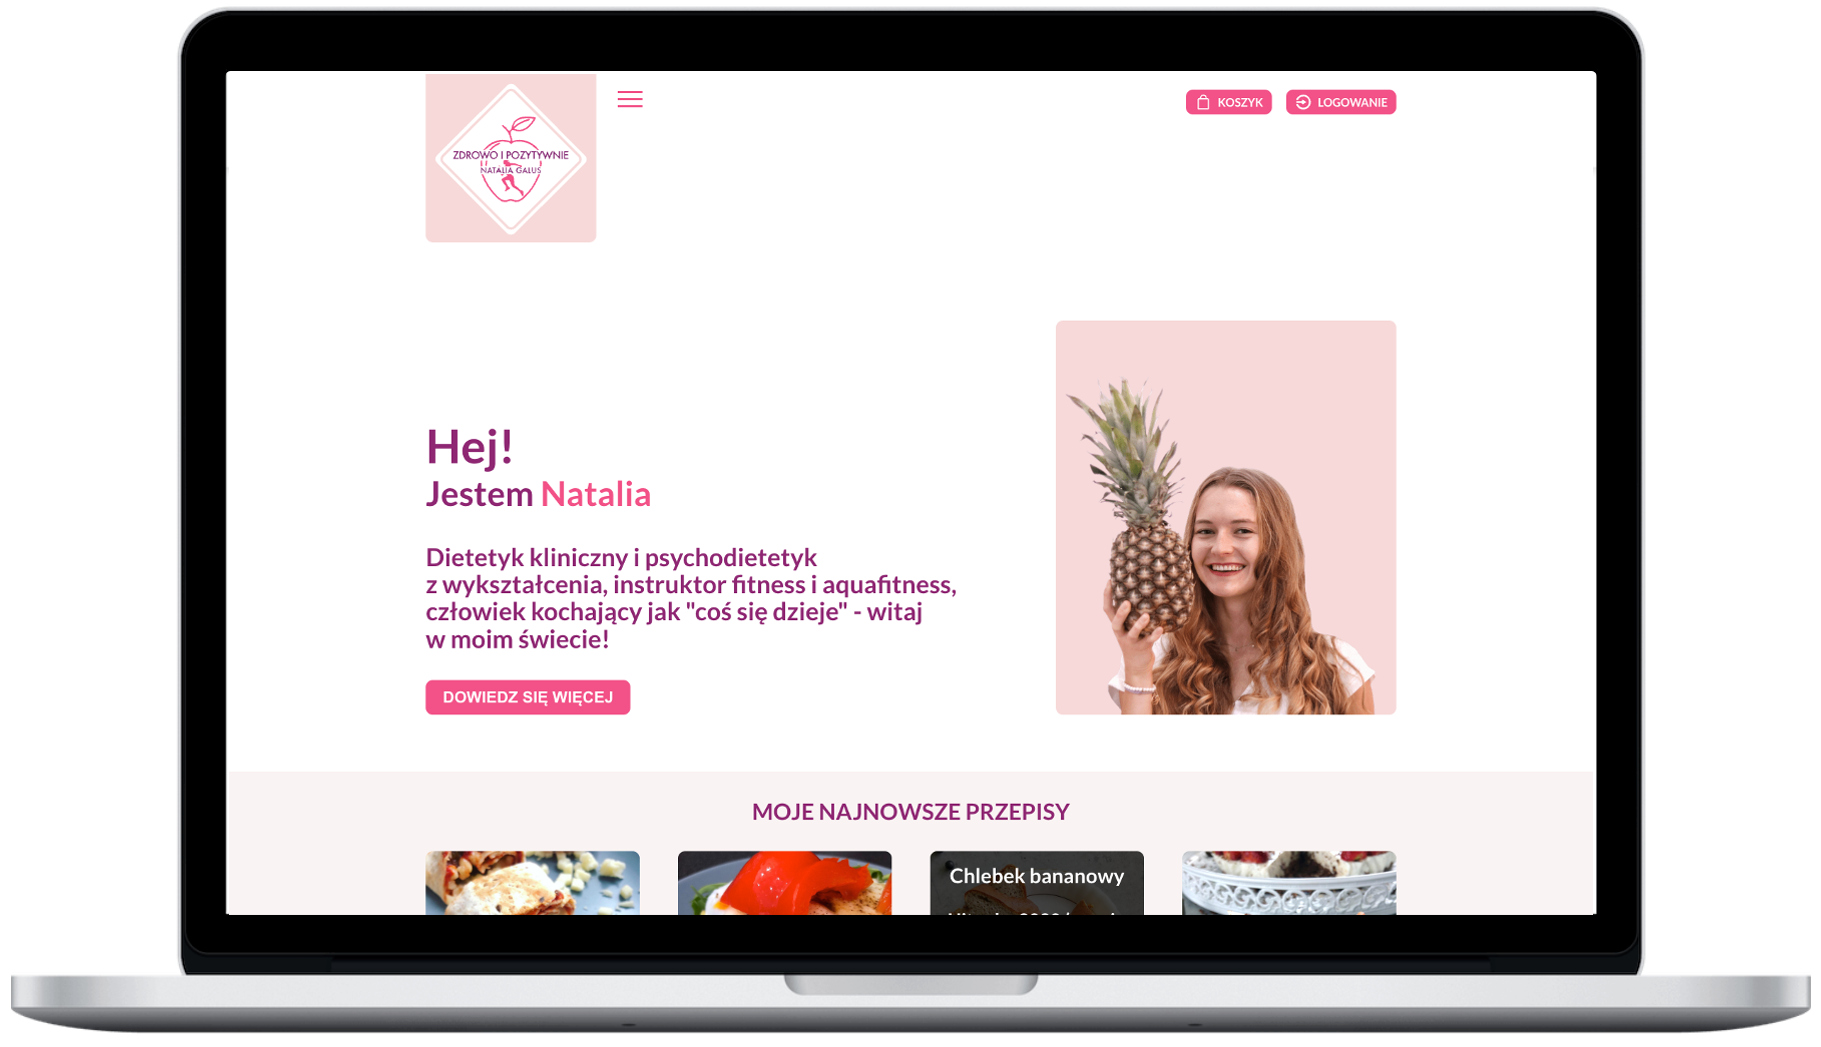 ZDROWO I POZYTYWNIE
NATALIA GALUS
KOSZYK
LOGOWANIE
Hej!
Jestem Natalia
Dietetyk kliniczny i psychodietetyk
z wykształcenia, instruktor fitness i aquafitness,
człowiek kochający jak "coś się dzieje" - witaj
w moim świecie!
DOWIEDZ SIĘ WIĘCEJ
MOJE NAJNOWSZE PRZEPISY
Chlebek bananowy